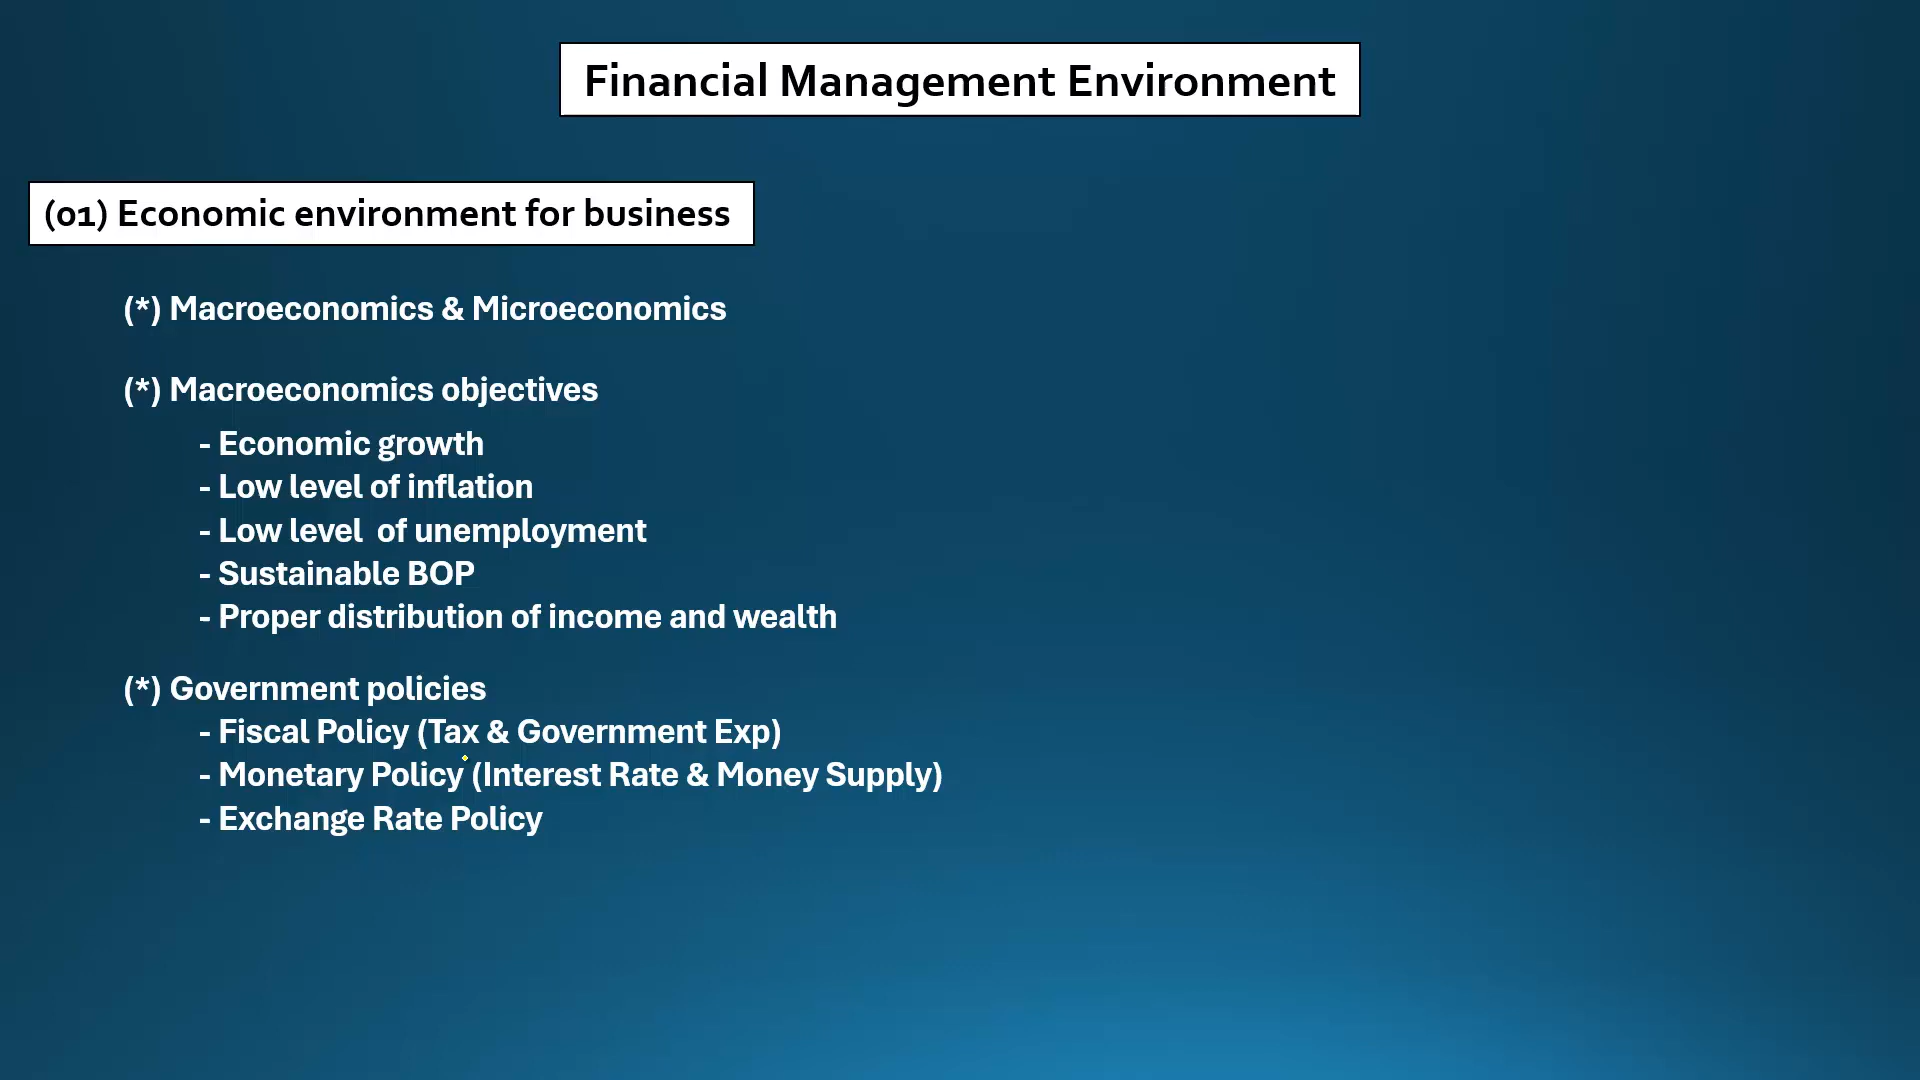 Financial Management Environment
(01) Economic environment for business
(*) Macroeconomics & Microeconomics
(*) Macroeconomics objectives
- Economic growth
- Low level of inflation
- Low level  of unemployment
- Sustainable BOP
- Proper distribution of income and wealth
(*) Government policies
- Fiscal Policy (Tax & Government Exp)
- Monetary Policy (Interest Rate & Money Supply)
- Exchange Rate Policy